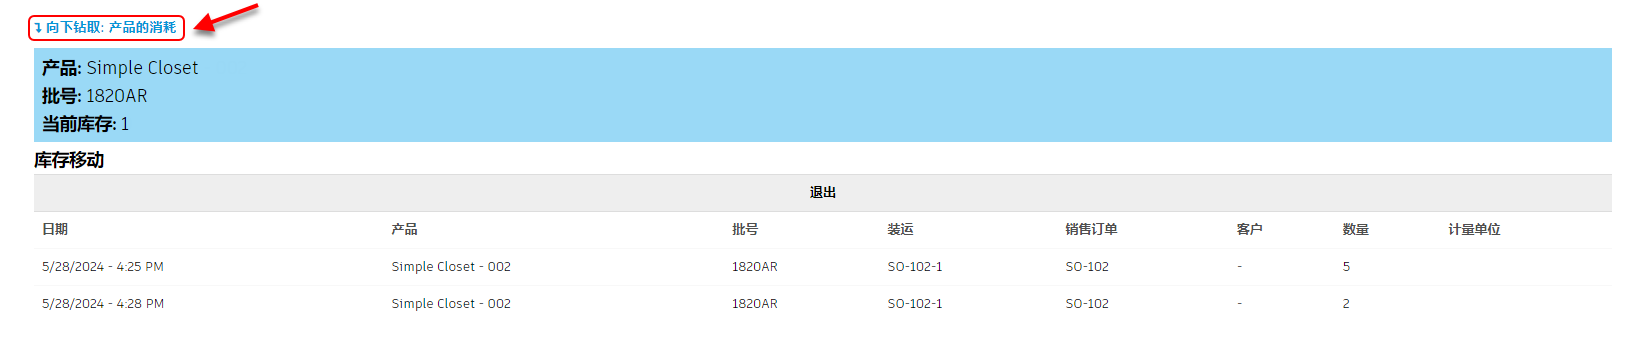 ↴ 向下钻取: 产品的消耗
产品: Simple Closet
批号: 1820AR
当前库存: 1
库存移动
退出
日期 产品 批号 装运 销售订单 客户 数量 计量单位
5/28/2024 - 4:25 PM Simple Closet - 002 1820AR SO-102-1 SO-102 - 5
5/28/2024 - 4:28 PM Simple Closet - 002 1820AR SO-102-1 SO-102 - 2